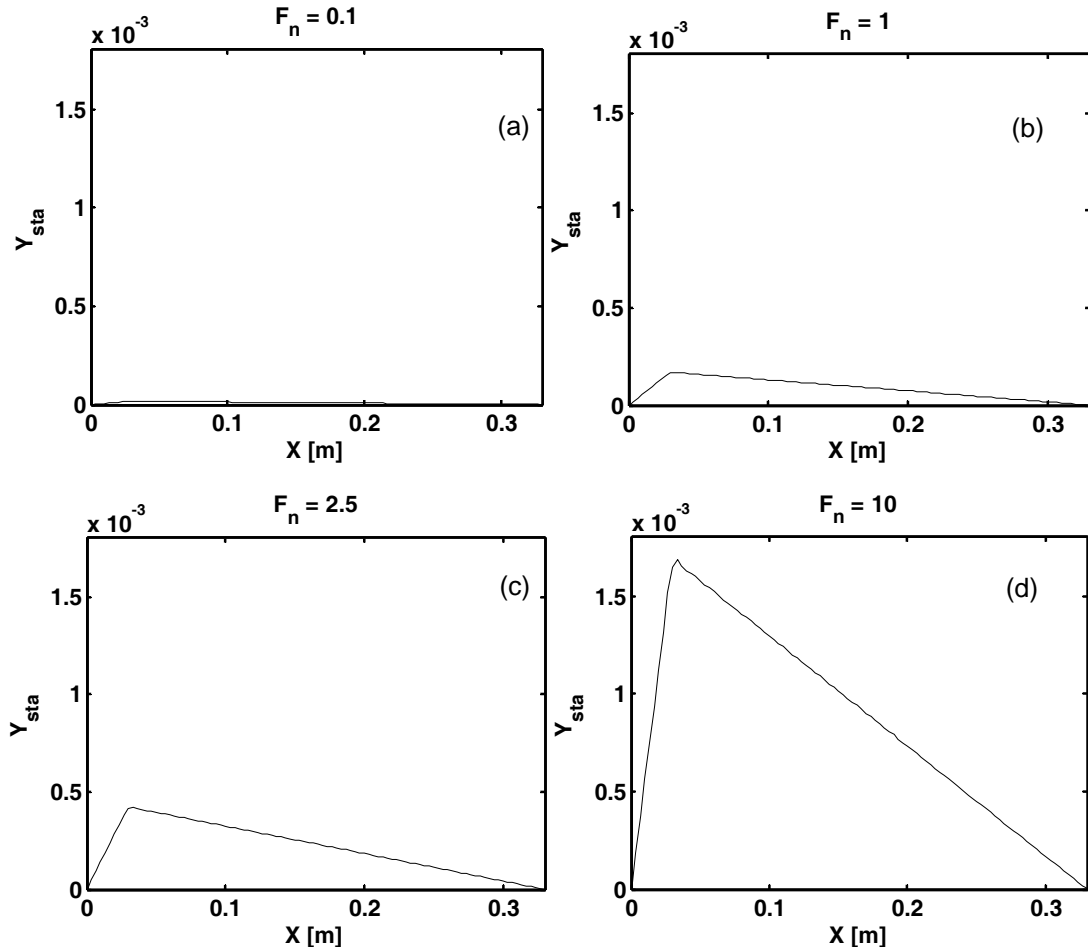 F_n = 0.1
x 10^-3
1.5
1
0.5
0
Y_sta
(a)
0 0.1 0.2 0.3
X [m]
F_n = 1
x 10^-3
1.5
1
0.5
0
Y_sta
(b)
0 0.1 0.2 0.3
X [m]
F_n = 2.5
x 10^-3
1.5
1
0.5
0
Y_sta
(c)
0 0.1 0.2 0.3
X [m]
F_n = 10
x 10^-3
1.5
1
0.5
0
Y_sta
(d)
0 0.1 0.2 0.3
X [m]